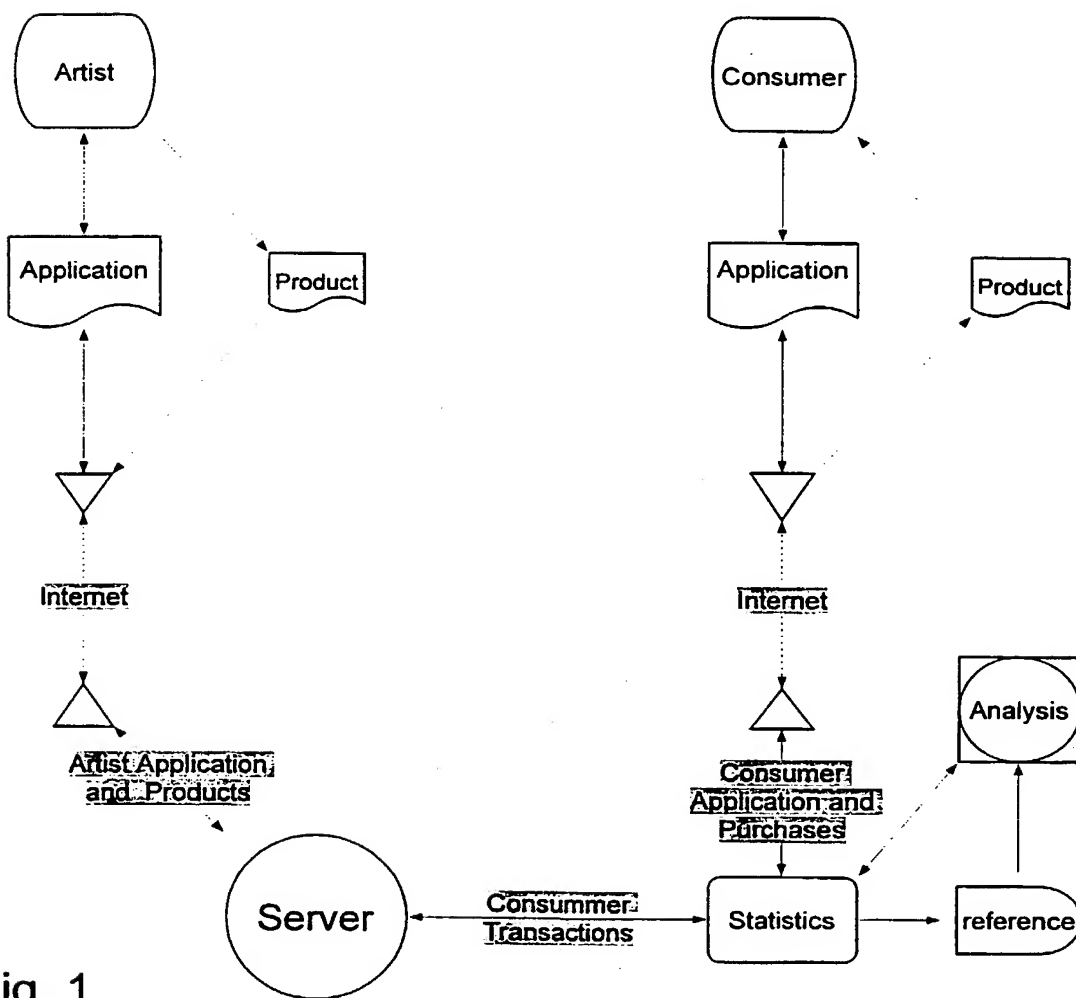 Artist
Consumer
Application
Product
Application
Product
Internet
Internet
Analysis
Artist Application
and Products
Consumer
Application and
Purchases
Server
Consummer
Transactions
Statistics
reference
ig. 1